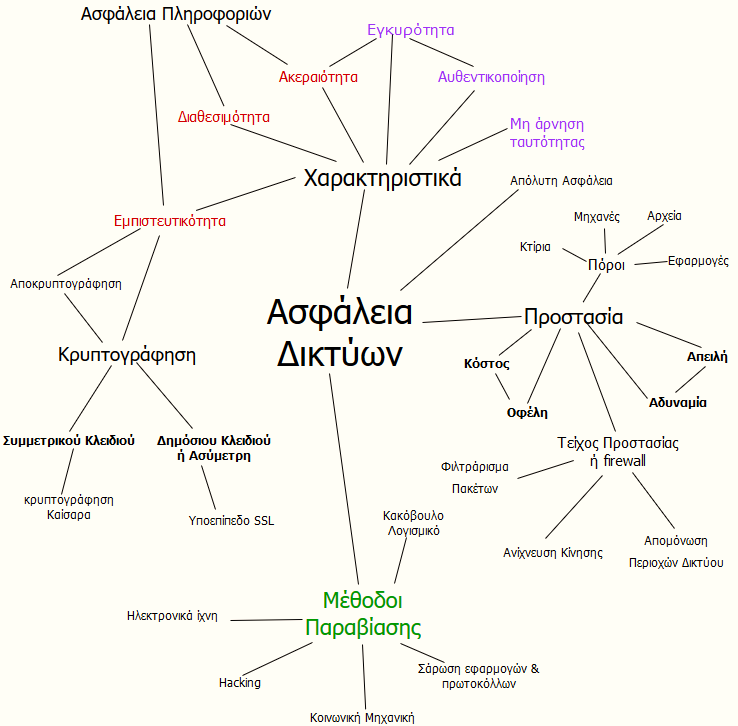 Ασφάλεια Πληροφοριών
Εγκυρότητα
Ακεραιότητα
Αυθεντικοποίηση
Διαθεσιμότητα
Μη άρνηση
ταυτότητας
Χαρακτηριστικά
Απόλυτη Ασφάλεια
Εμπιστευτικότητα
Μηχανές
Αρχεία
Κτίρια
Πόροι
Εφαρμογές
Αποκρυπτογράφηση
Ασφάλεια
Δικτύων
Προστασία
Κρυπτογράφηση
Κόστος
Απειλή
Οφέλη
Αδυναμία
Συμμετρικού Κλειδιού
Δημόσιου Κλειδιού
ή Ασύμετρη
Τείχος Προστασίας
ή firewall
Φιλτράρισμα
Πακέτων
κρυπτογράφηση
Καίσαρα
Υποεπίπεδο SSL
Κακόβουλο
Λογισμικό
Ανίχνευση Κίνησης
Απομόνωση
Περιοχών Δικτύου
Μέθοδοι
Παραβίασης
Ηλεκτρονικά ίχνη
Hacking
Σάρωση εφαρμογών &
πρωτοκόλλων
Κοινωνική Μηχανική